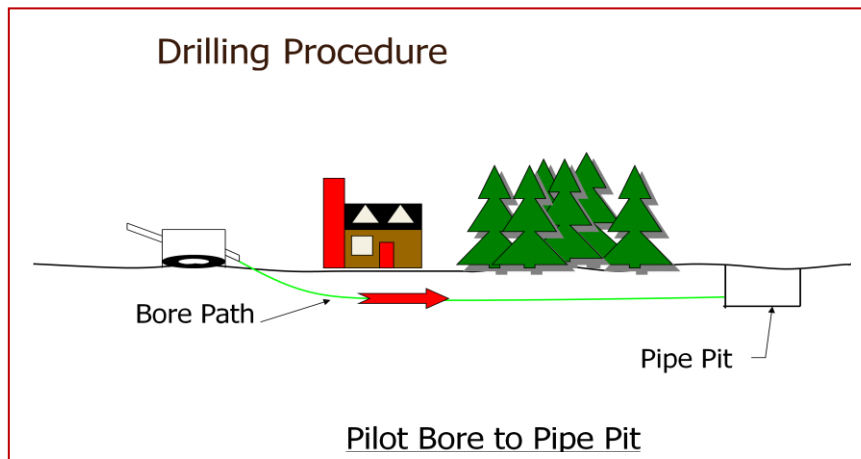 Drilling Procedure
Bore Path
Pipe Pit
Pilot Bore to Pipe Pit